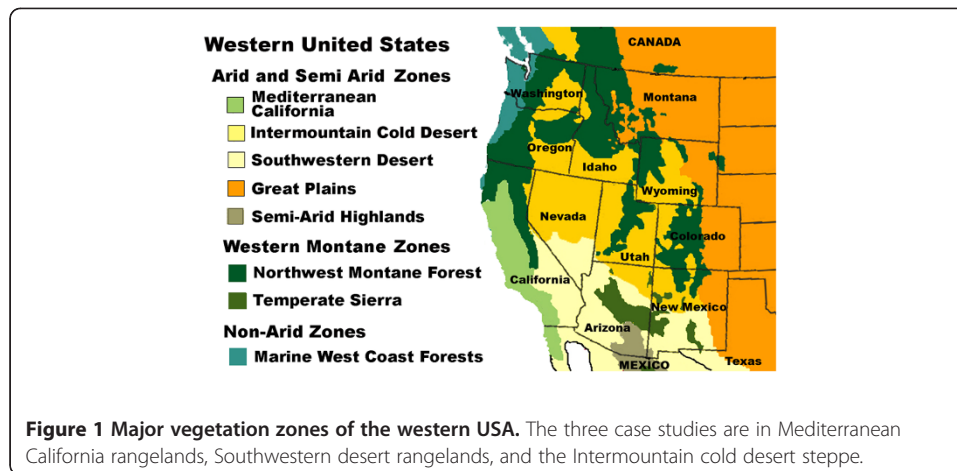 Western United States
Arid and Semi Arid Zones
Mediterranean
California
Intermountain Cold Desert
Southwestern Desert
Great Plains
Semi-Arid Highlands
Western Montane Zones
Northwest Montane Forest
Temperate Sierra
Non-Arid Zones
Marine West Coast Forests
CANADA
Washington
Montana
Oregon
Idaho
Wyoming
Nevada
Utah
Colorado
California
New Mexico
Arizona
MEXICO
Texas
Figure 1 Major vegetation zones of the western USA. The three case studies are in Mediterranean
California rangelands, Southwestern desert rangelands, and the Intermountain cold desert steppe.